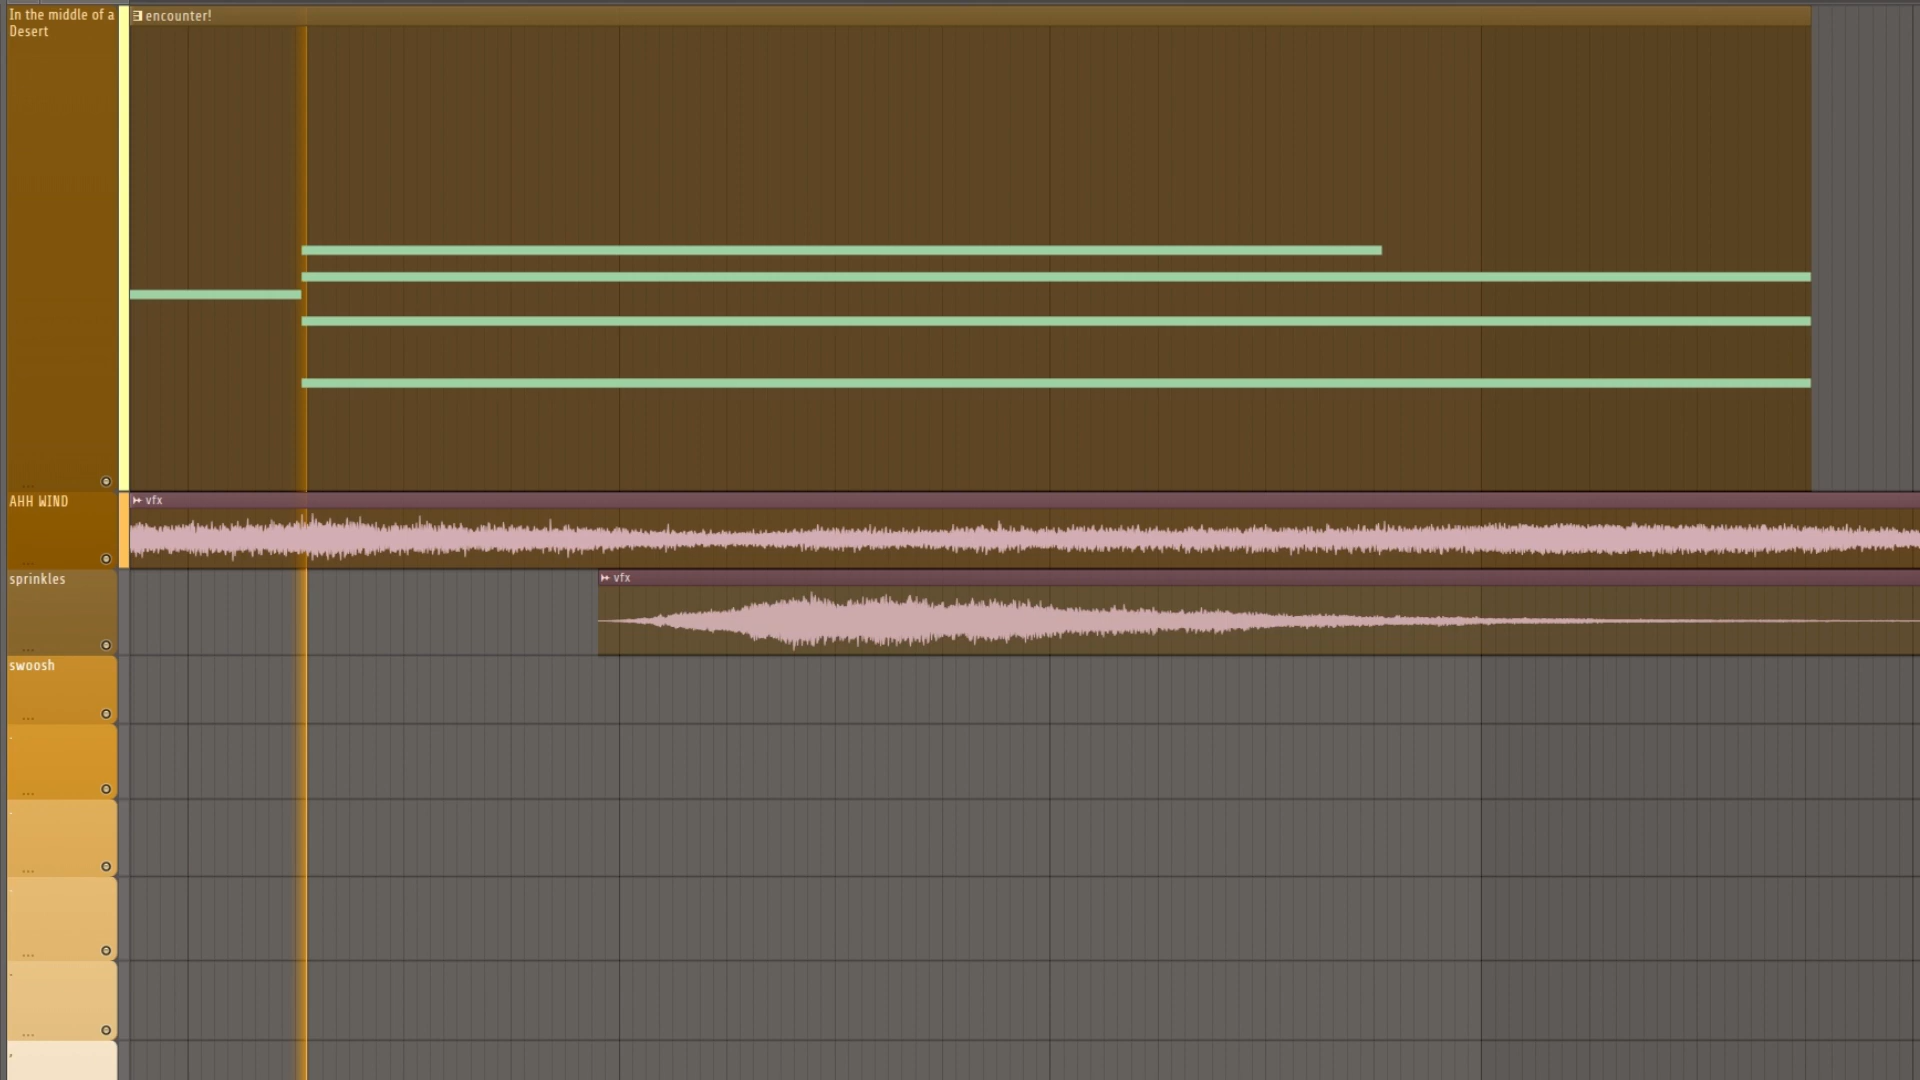 In the middle of a
Desert
encounter!
AHH WIND
vfx
sprinkles
vfx
swoosh